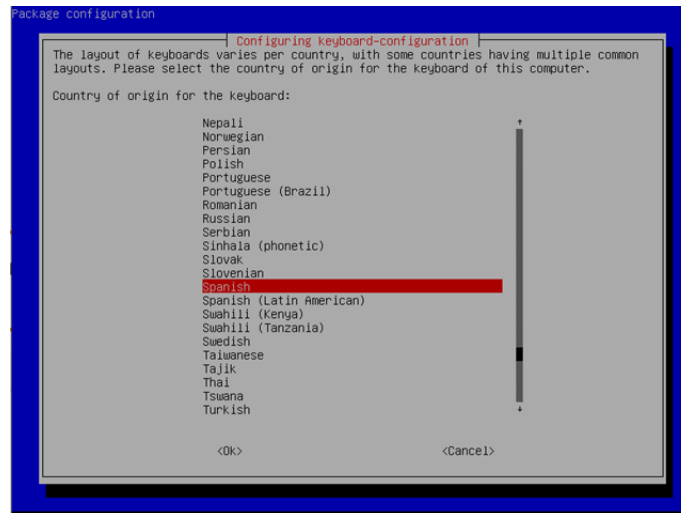 Package configuration
Configuring keyboard-configuration
The layout of keyboards varies per country, with some countries having multiple common
layouts. Please select the country of origin for the keyboard of this computer.
Country of origin for the keyboard:
Nepali
Norwegian
Persian
Polish
Portuguese
Portuguese (Brazil)
Romanian
Russian
Serbian
Sinhala (phonetic)
Slovak
Slovenian
Spanish
Spanish (Latin American)
Swahili (Kenya)
Swahili (Tanzania)
Swedish
Taiwanese
Tajik
Thai
Tswana
Turkish
<Ok> <Cancel>